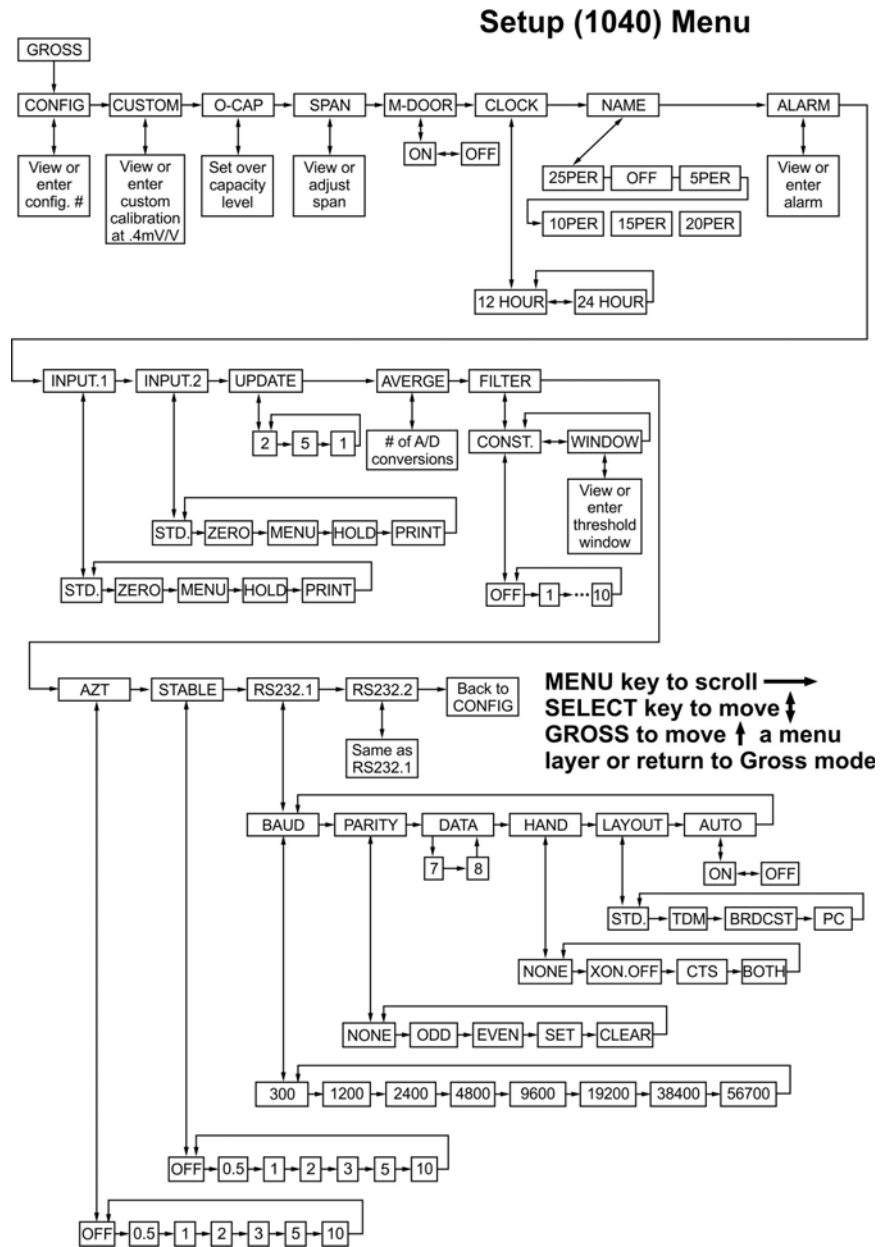 Setup (1040) Menu
GROSS
CONFIG
CUSTOM
O-CAP
SPAN
M-DOOR
CLOCK
NAME
ALARM
View or
enter
config. #
View or
enter
custom
calibration
at .4mV/V
Set over
capacity
level
View or
adjust
span
ON
OFF
25PER
OFF
5PER
10PER
15PER
20PER
View or
enter
alarm
12 HOUR
24 HOUR
INPUT.1
INPUT.2
UPDATE
AVERGE
FILTER
2
5
1
# of A/D
conversions
CONST.
WINDOW
View or
enter
threshold
window
STD.
ZERO
MENU
HOLD
PRINT
STD.
ZERO
MENU
HOLD
PRINT
OFF
1
10
AZT
STABLE
RS232.1
RS232.2
Back to
CONFIG
Same as
RS232.1
MENU key to scroll
SELECT key to move
GROSS to move a menu
layer or return to Gross mode
BAUD
PARITY
DATA
HAND
LAYOUT
AUTO
7
8
ON
OFF
STD.
TDM
BRDCST
PC
NONE
XON.OFF
CTS
BOTH
NONE
ODD
EVEN
SET
CLEAR
300
1200
2400
4800
9600
19200
38400
56700
OFF
0.5
1
2
3
5
10
OFF
0.5
1
2
3
5
10